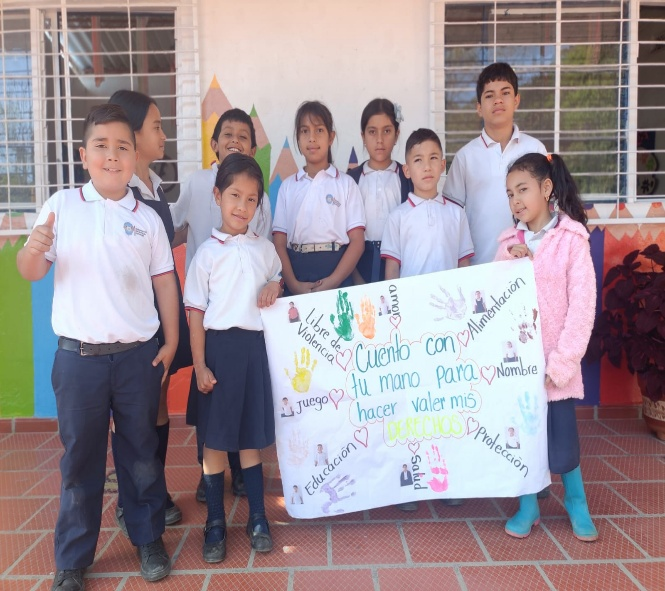 Cuento con
tu mano para
hacer valer mis
DERECHOS
amor
Alimentación
Nombre
Protección
Salud
Educación
Juego
Libre de
Violencia